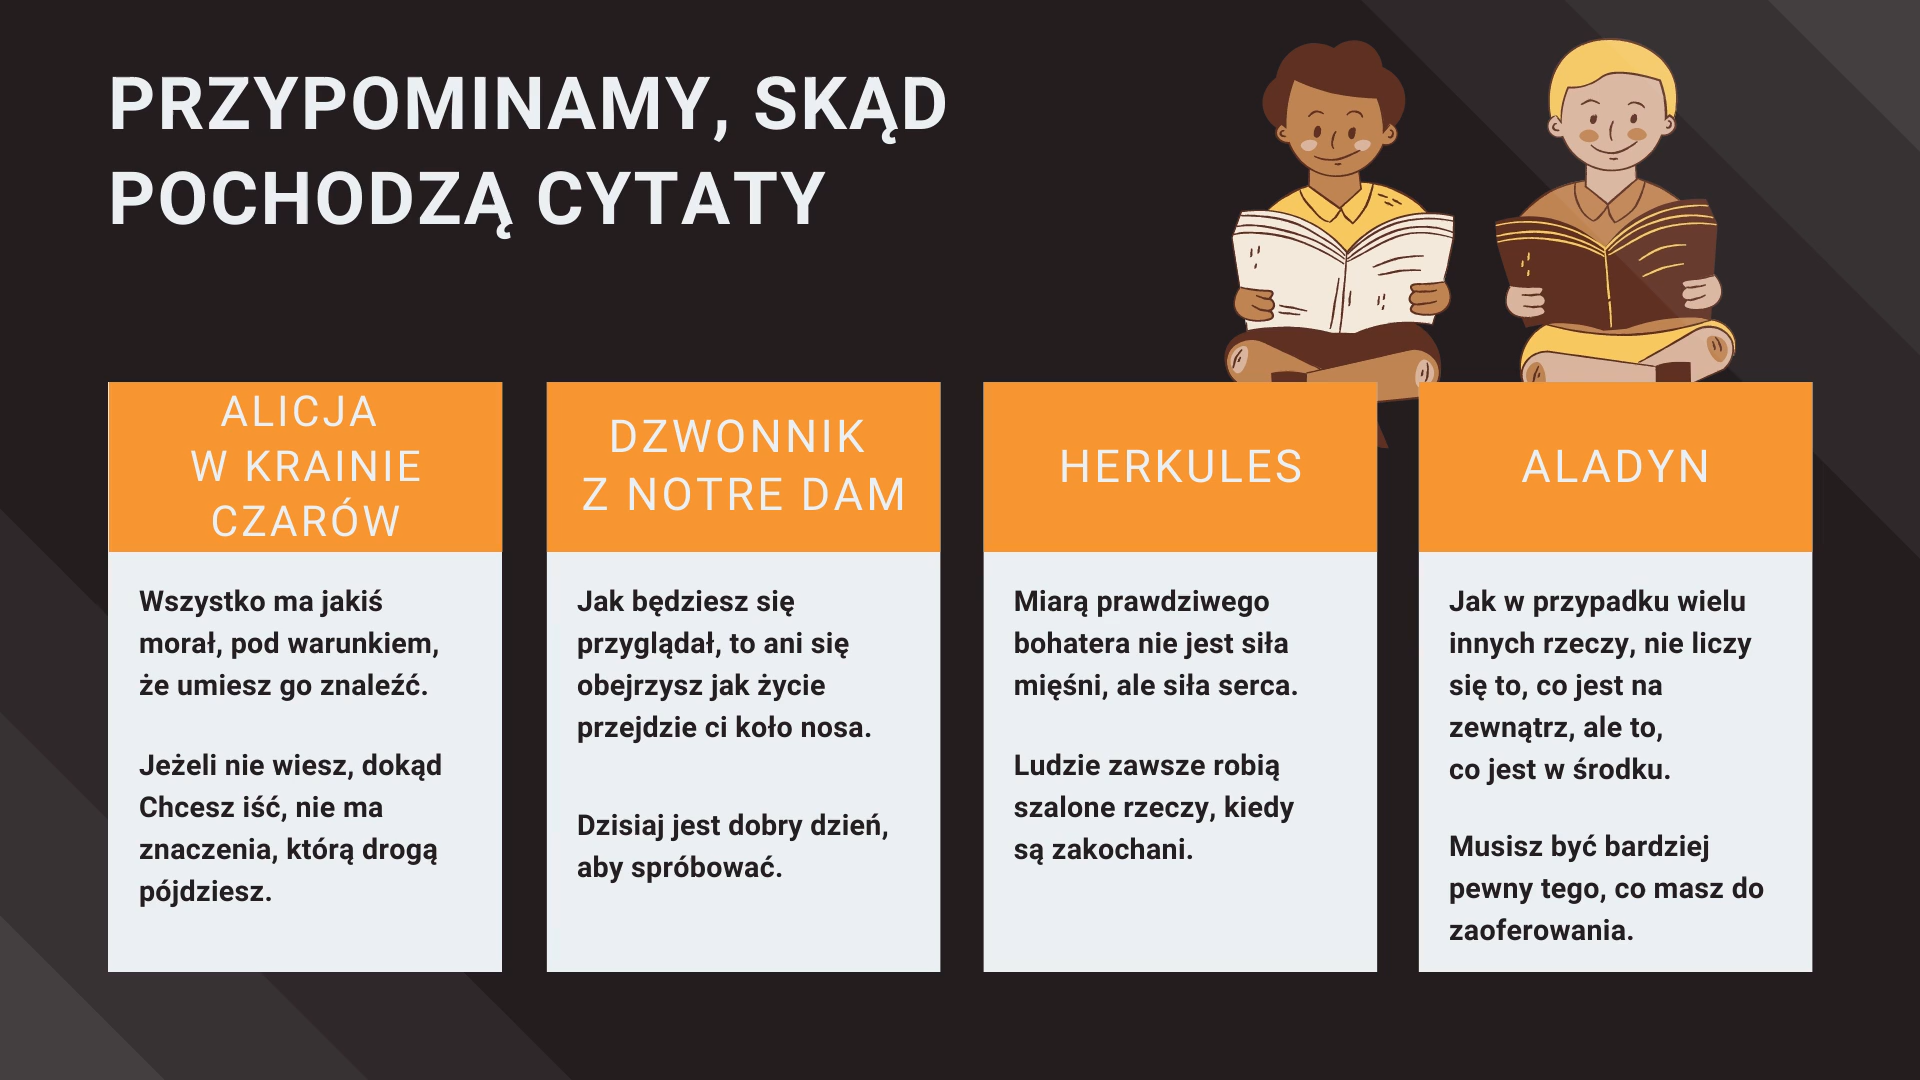 PRZYPOMINAMY, SKĄD
POCHODZĄ CYTATY
ALICJA
W KRAINIE
CZARÓW
Wszystko ma jakiś
morał, pod warunkiem,
że umiesz go znaleźć.
Jeżeli nie wiesz, dokąd
Chcesz iść, nie ma
znaczenia, którą drogą
pójdziesz.
DZWONNIK
Z NOTRE DAM
Jak będziesz się
przyglądał, to ani się
obejrzysz jak życie
przejdzie ci koło nosa.
Dzisiaj jest dobry dzień,
aby spróbować.
HERKULES
Miarą prawdziwego
bohatera nie jest siła
mięśni, ale siła serca.
Ludzie zawsze robią
szalone rzeczy, kiedy
są zakochani.
ALADYN
Jak w przypadku wielu
innych rzeczy, nie liczy
się to, co jest na
zewnątrz, ale to,
co jest w środku.
Musisz być bardziej
pewny tego, co masz do
zaoferowania.